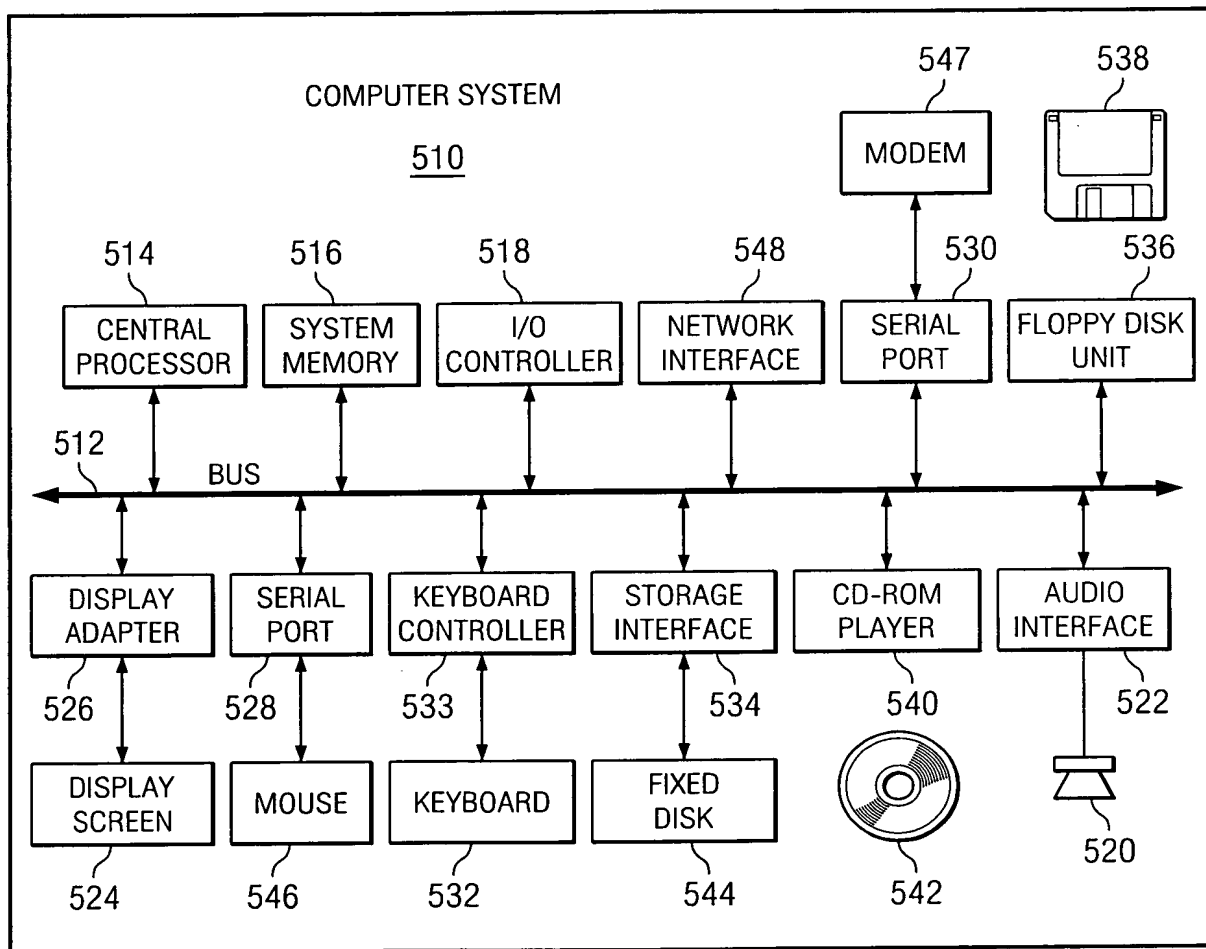 547
538
COMPUTER SYSTEM
510
MODEM
514
516
518
548
530
536
CENTRAL
PROCESSOR
SYSTEM
MEMORY
I/O
CONTROLLER
NETWORK
INTERFACE
SERIAL
PORT
FLOPPY DISK
UNIT
512
BUS
DISPLAY
ADAPTER
SERIAL
PORT
KEYBOARD
CONTROLLER
STORAGE
INTERFACE
CD-ROM
PLAYER
AUDIO
INTERFACE
526
528
533
534
540
522
DISPLAY
SCREEN
MOUSE
KEYBOARD
FIXED
DISK
520
524
546
532
544
542